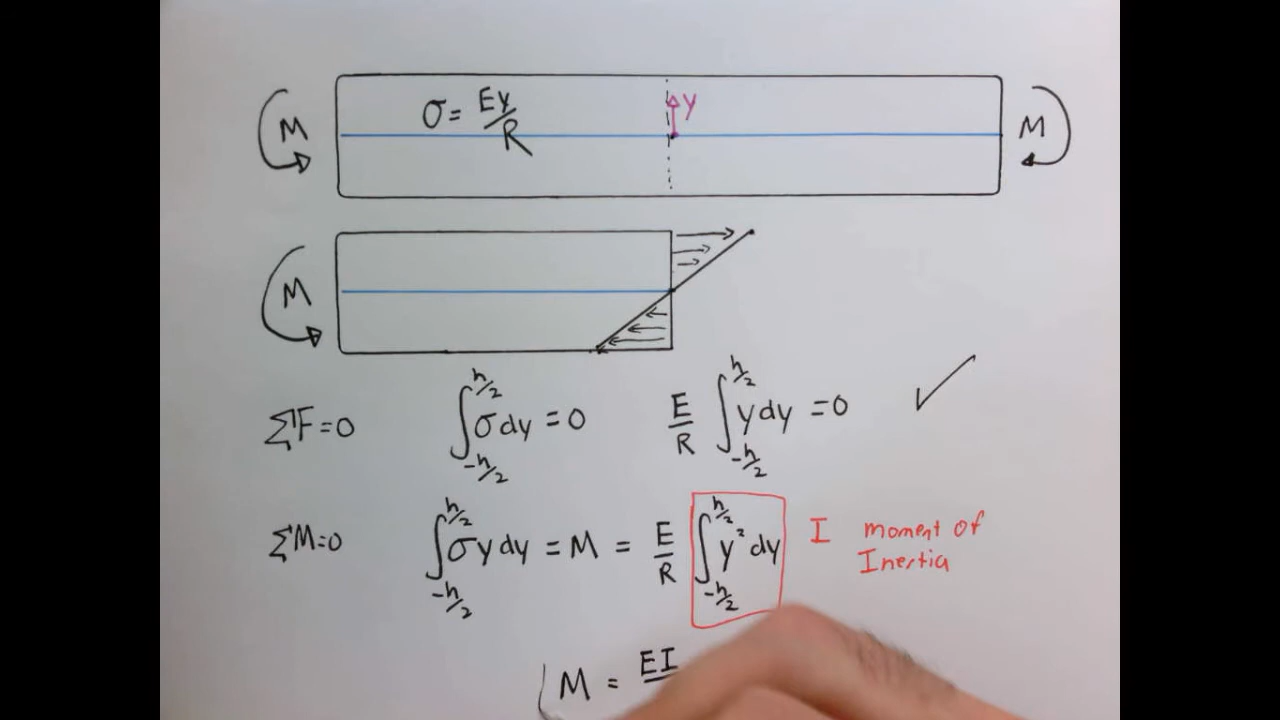 σ = Ey/R
y
M
M
M
ΣF=0 ∫_{-h/2}^{h/2} σ dy = 0 E/R ∫_{-h/2}^{h/2} y dy = 0 ✓
ΣM=0 ∫_{-h/2}^{h/2} σ y dy = M = E/R ∫_{-h/2}^{h/2} y² dy I moment of
Inertia
M = EI